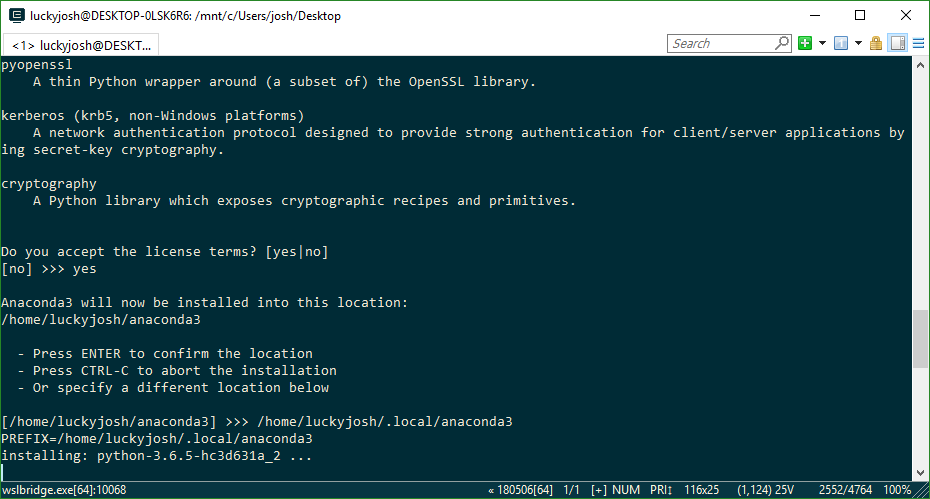 luckyjosh@DESKTOP-0LSK6R6: /mnt/c/Users/josh/Desktop
<1> luckyjosh@DESKT...
Search
pyopenssl
A thin Python wrapper around (a subset of) the OpenSSL library.
kerberos (krb5, non-Windows platforms)
A network authentication protocol designed to provide strong authentication for client/server applications by
ing secret-key cryptography.
cryptography
A Python library which exposes cryptographic recipes and primitives.
Do you accept the license terms? [yes|no]
[no] >>> yes
Anaconda3 will now be installed into this location:
/home/luckyjosh/anaconda3
- Press ENTER to confirm the location
- Press CTRL-C to abort the installation
- Or specify a different location below
[/home/luckyjosh/anaconda3] >>> /home/luckyjosh/.local/anaconda3
PREFIX=/home/luckyjosh/.local/anaconda3
installing: python-3.6.5-hc3d631a_2 ...
wslbridge.exe[64]:10068 « 180506[64] 1/1 [+] NUM PRI↕ 116x25 (1,124) 25V 2552/4764 100%